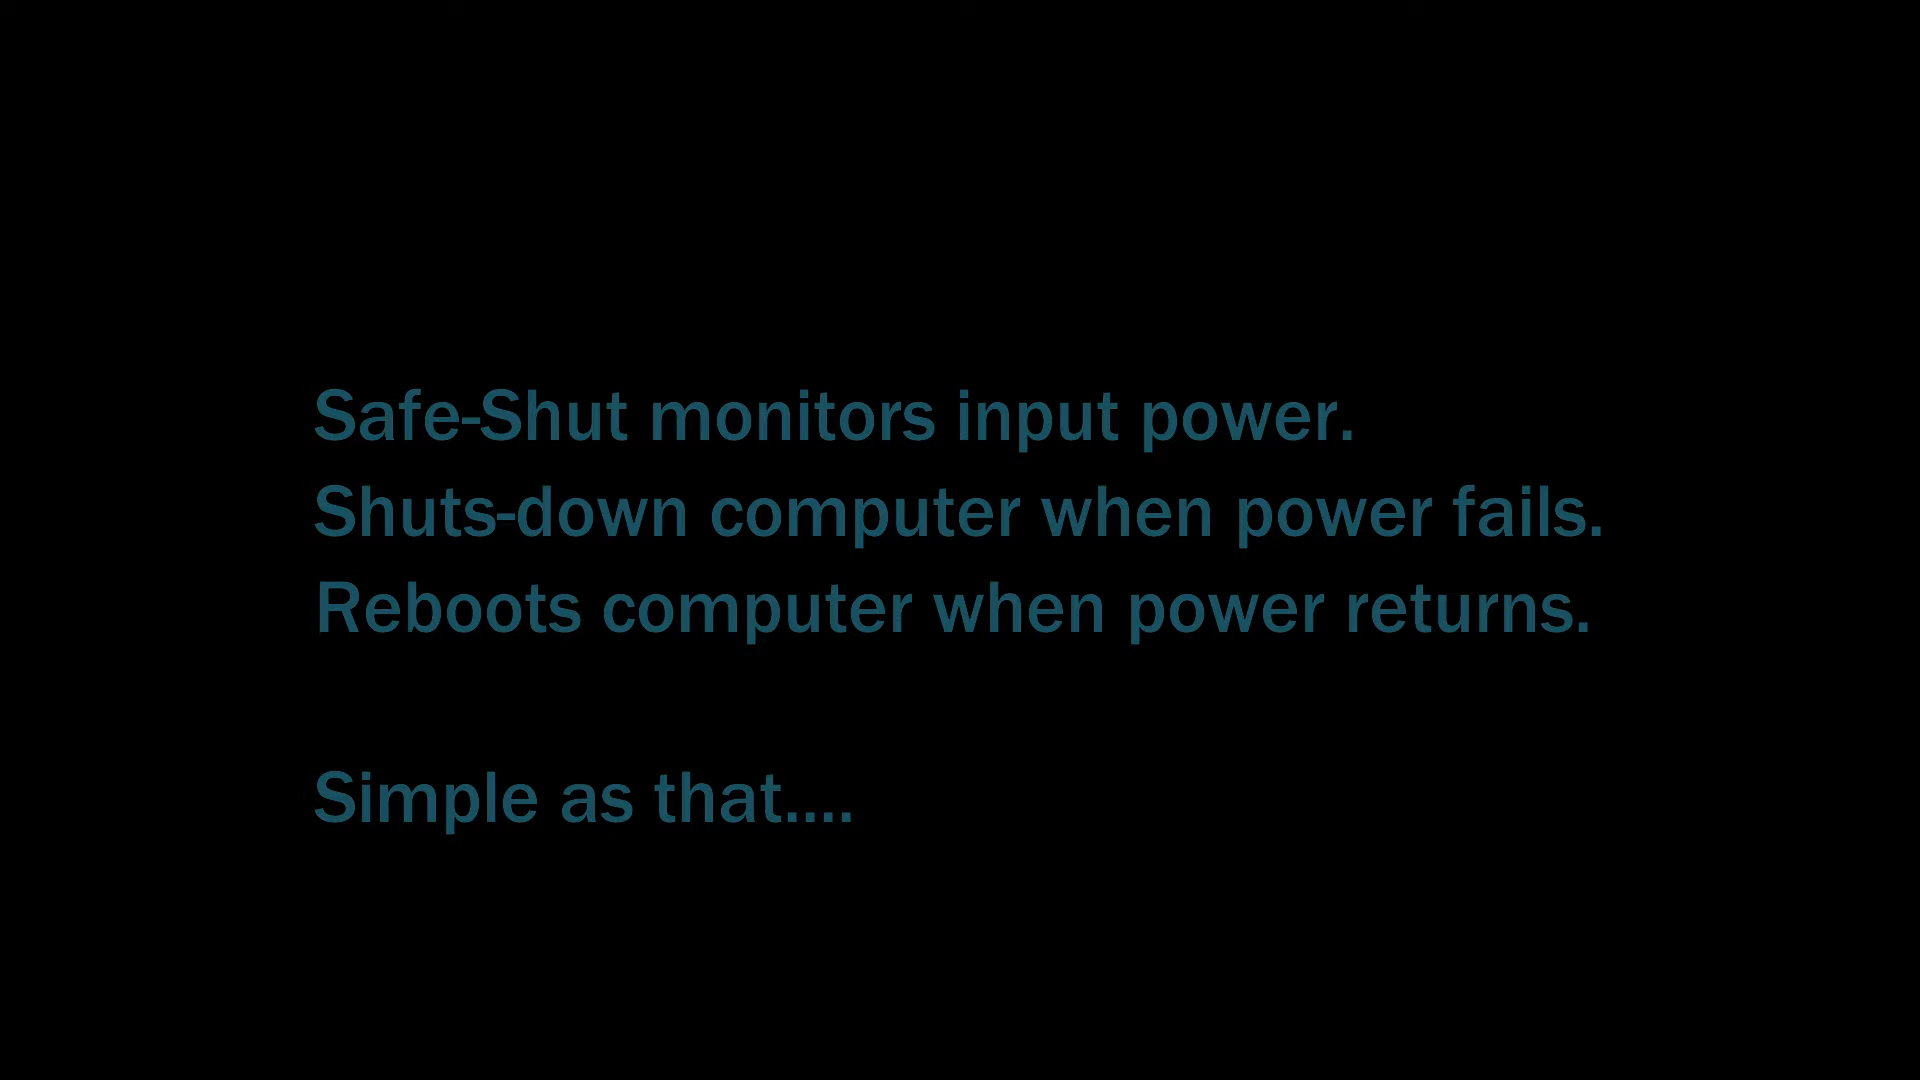 Safe-Shut monitors input power.
Shuts-down computer when power fails.
Reboots computer when power returns.
Simple as that....